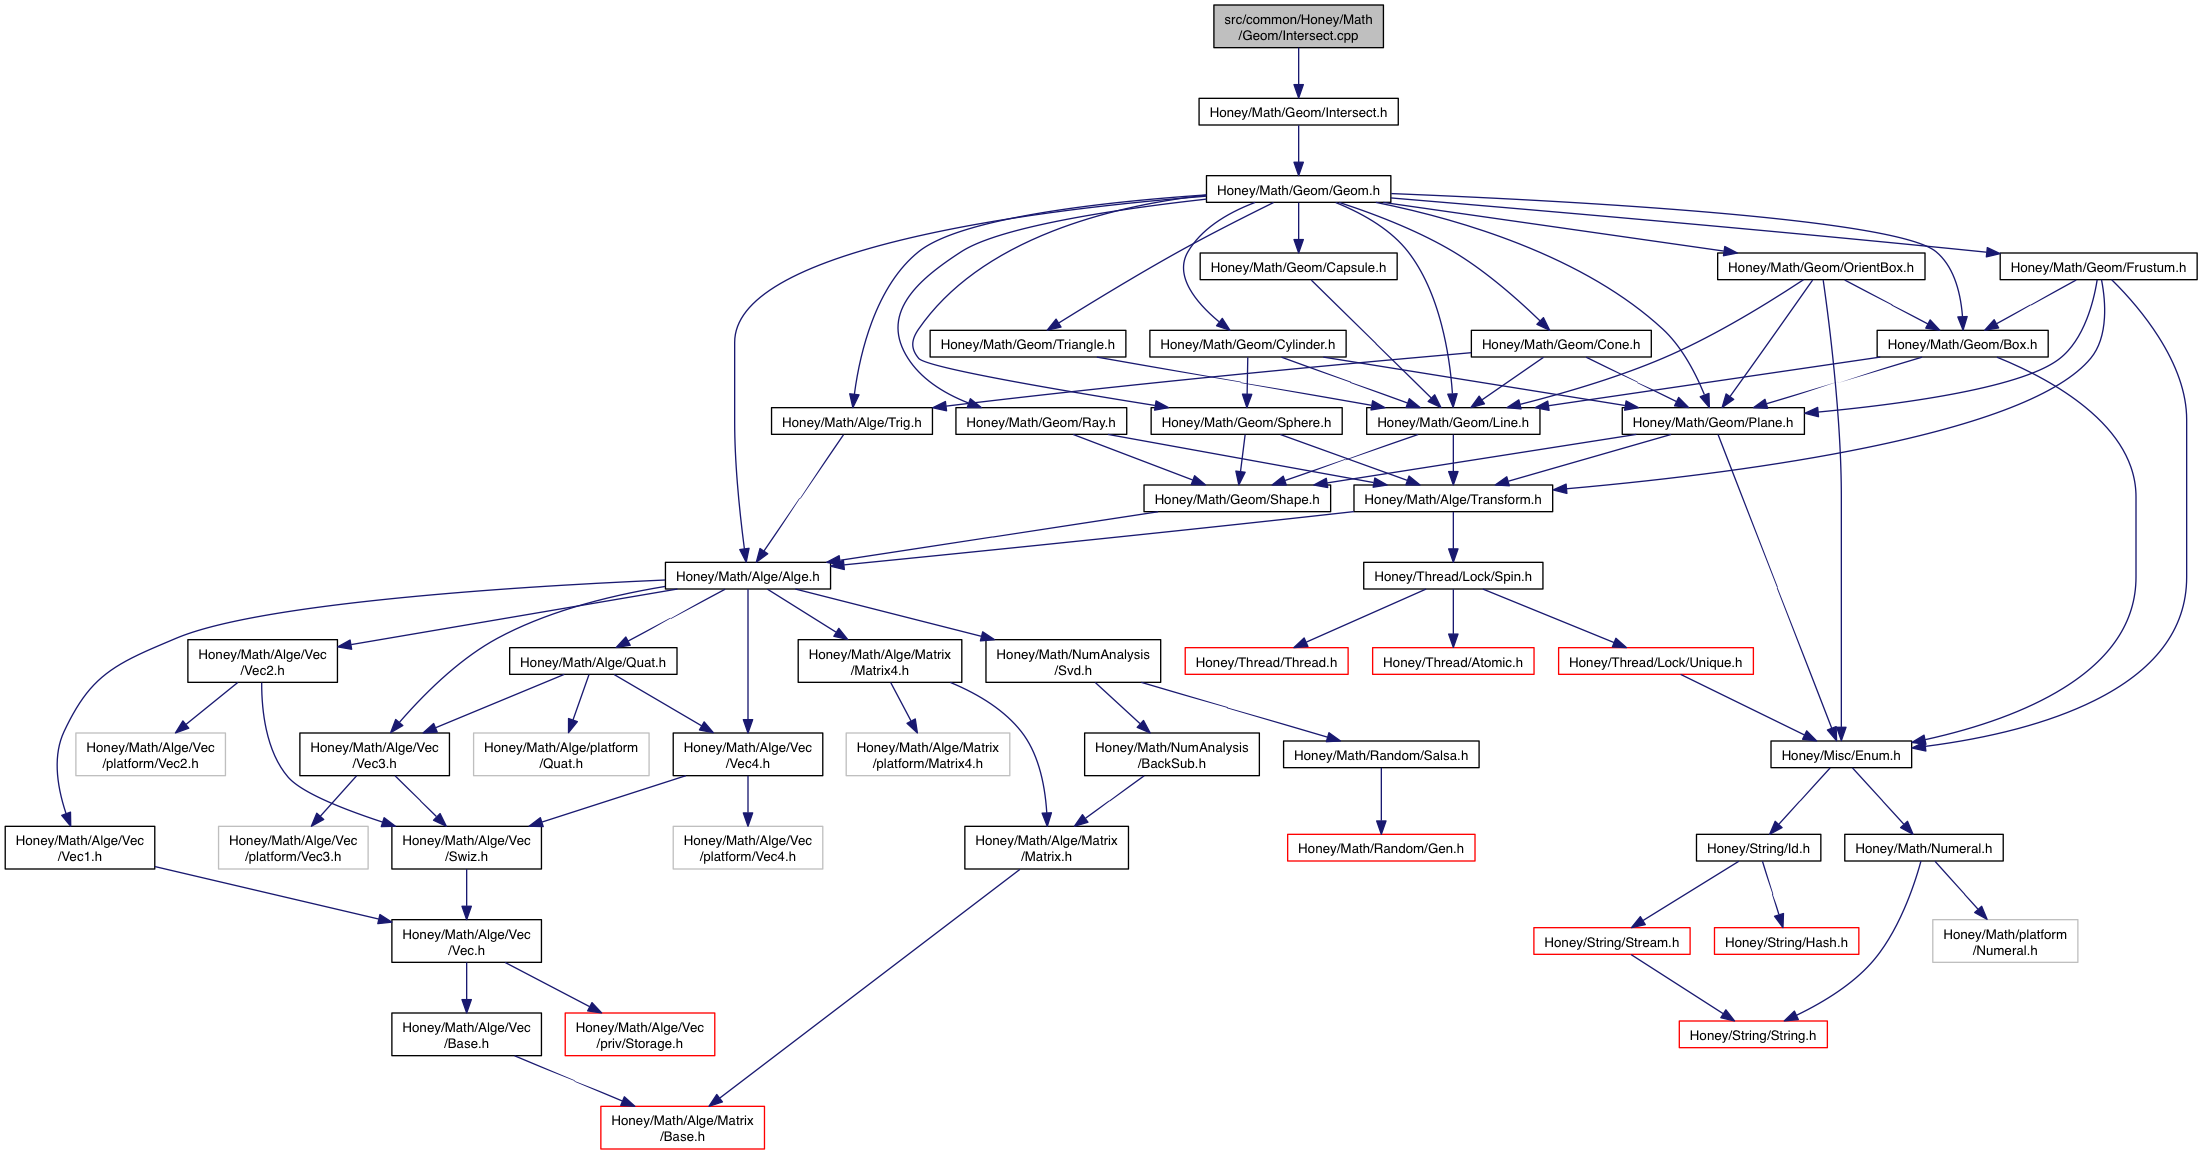 src/common/Honey/Math
/Geom/Intersect.cpp
Honey/Math/Geom/Intersect.h
Honey/Math/Geom/Geom.h
Honey/Math/Geom/Capsule.h
Honey/Math/Geom/OrientBox.h
Honey/Math/Geom/Frustum.h
Honey/Math/Geom/Triangle.h
Honey/Math/Geom/Cylinder.h
Honey/Math/Geom/Cone.h
Honey/Math/Geom/Box.h
Honey/Math/Alge/Trig.h
Honey/Math/Geom/Ray.h
Honey/Math/Geom/Sphere.h
Honey/Math/Geom/Line.h
Honey/Math/Geom/Plane.h
Honey/Math/Geom/Shape.h
Honey/Math/Alge/Transform.h
Honey/Math/Alge/Alge.h
Honey/Thread/Lock/Spin.h
Honey/Math/Alge/Vec
/Vec2.h
Honey/Math/Alge/Quat.h
Honey/Math/Alge/Matrix
/Matrix4.h
Honey/Math/NumAnalysis
/Svd.h
Honey/Thread/Thread.h
Honey/Thread/Atomic.h
Honey/Thread/Lock/Unique.h
Honey/Math/Alge/Vec
/platform/Vec2.h
Honey/Math/Alge/Vec
/Vec3.h
Honey/Math/Alge/platform
/Quat.h
Honey/Math/Alge/Vec
/Vec4.h
Honey/Math/Alge/Matrix
/platform/Matrix4.h
Honey/Math/NumAnalysis
/BackSub.h
Honey/Math/Random/Salsa.h
Honey/Misc/Enum.h
Honey/Math/Alge/Vec
/Vec1.h
Honey/Math/Alge/Vec
/platform/Vec3.h
Honey/Math/Alge/Vec
/Swiz.h
Honey/Math/Alge/Vec
/platform/Vec4.h
Honey/Math/Alge/Matrix
/Matrix.h
Honey/Math/Random/Gen.h
Honey/String/Id.h
Honey/Math/Numeral.h
Honey/Math/Alge/Vec
/Vec.h
Honey/String/Stream.h
Honey/String/Hash.h
Honey/Math/platform
/Numeral.h
Honey/Math/Alge/Vec
/Base.h
Honey/Math/Alge/Vec
/priv/Storage.h
Honey/String/String.h
Honey/Math/Alge/Matrix
/Base.h